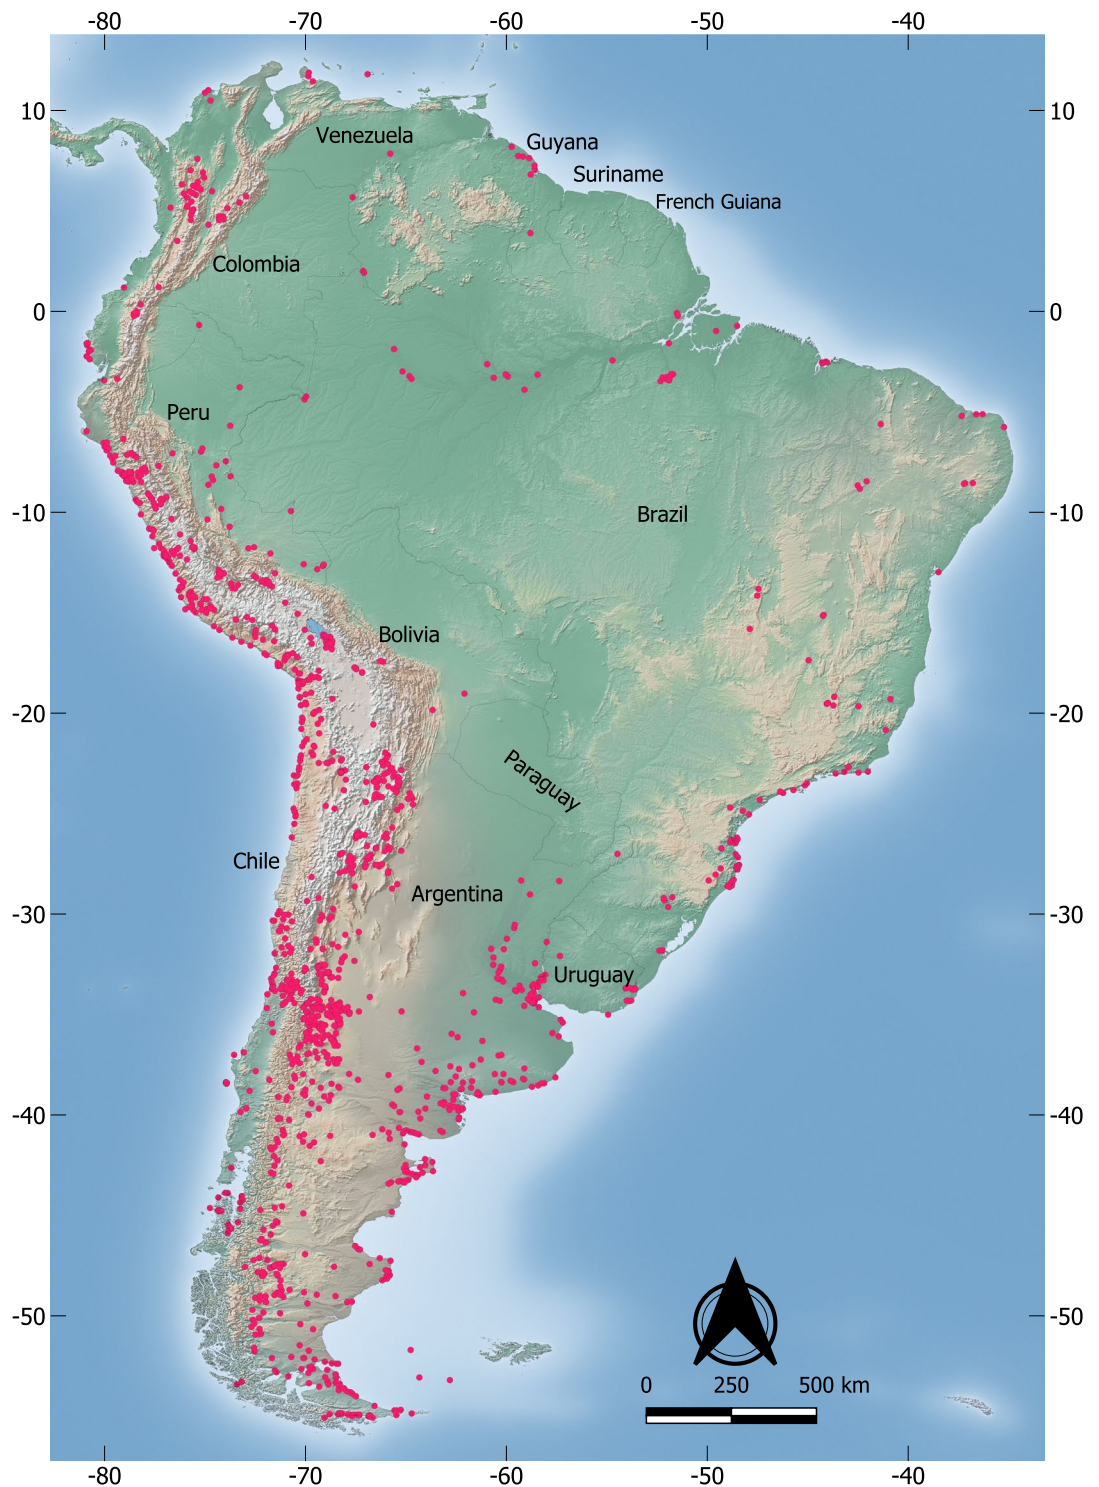 -80 -70 -60 -50 -40
10 10
Venezuela
Guyana
Suriname
French Guiana
Colombia
0 0
Peru
Brazil
-10 -10
Bolivia
-20 -20
Paraguay
Chile
Argentina
-30 -30
Uruguay
-40 -40
-50 -50
0 250 500 km
-80 -70 -60 -50 -40